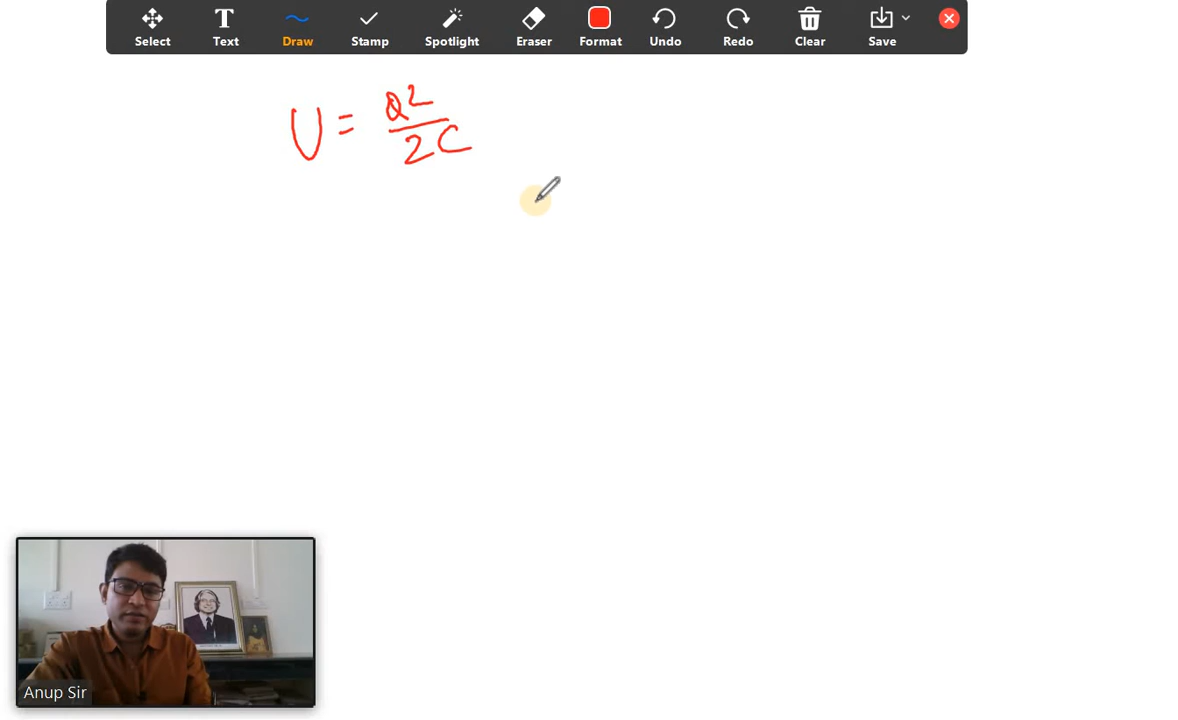 Select Text Draw Stamp Spotlight Eraser Format Undo Redo Clear Save
U = Q²/2C
Anup Sir